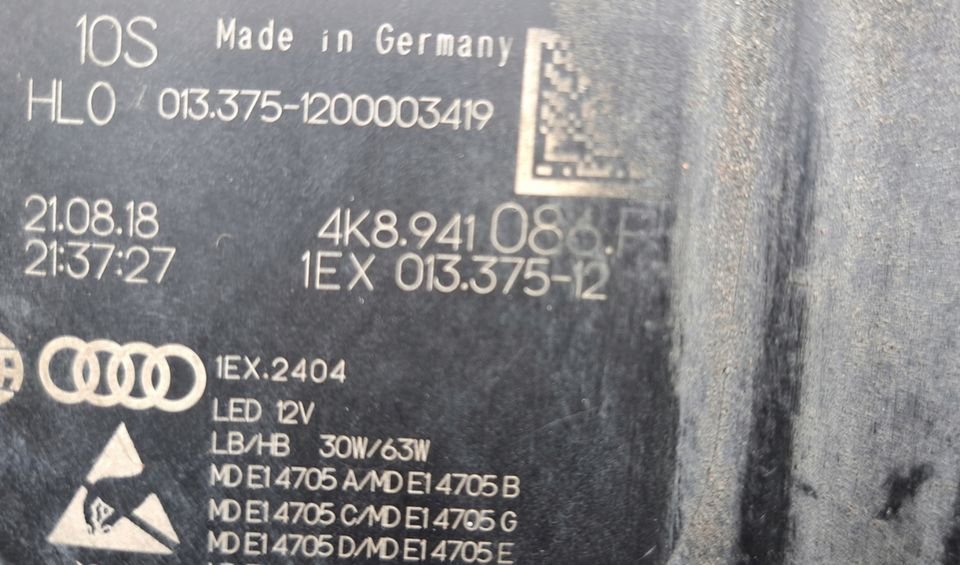 10S Made in Germany
HLO 013.375-1200003419
21.08.18
21:37:27
4K8.941 086.F
1EX 013.375-12
1EX.2404
LED 12V
LB/HB 30W/63W
MD E1 4705 A/MD E1 4705 B
MD E1 4705 C/MD E1 4705 G
MD E1 4705 D/MD E1 4705 E